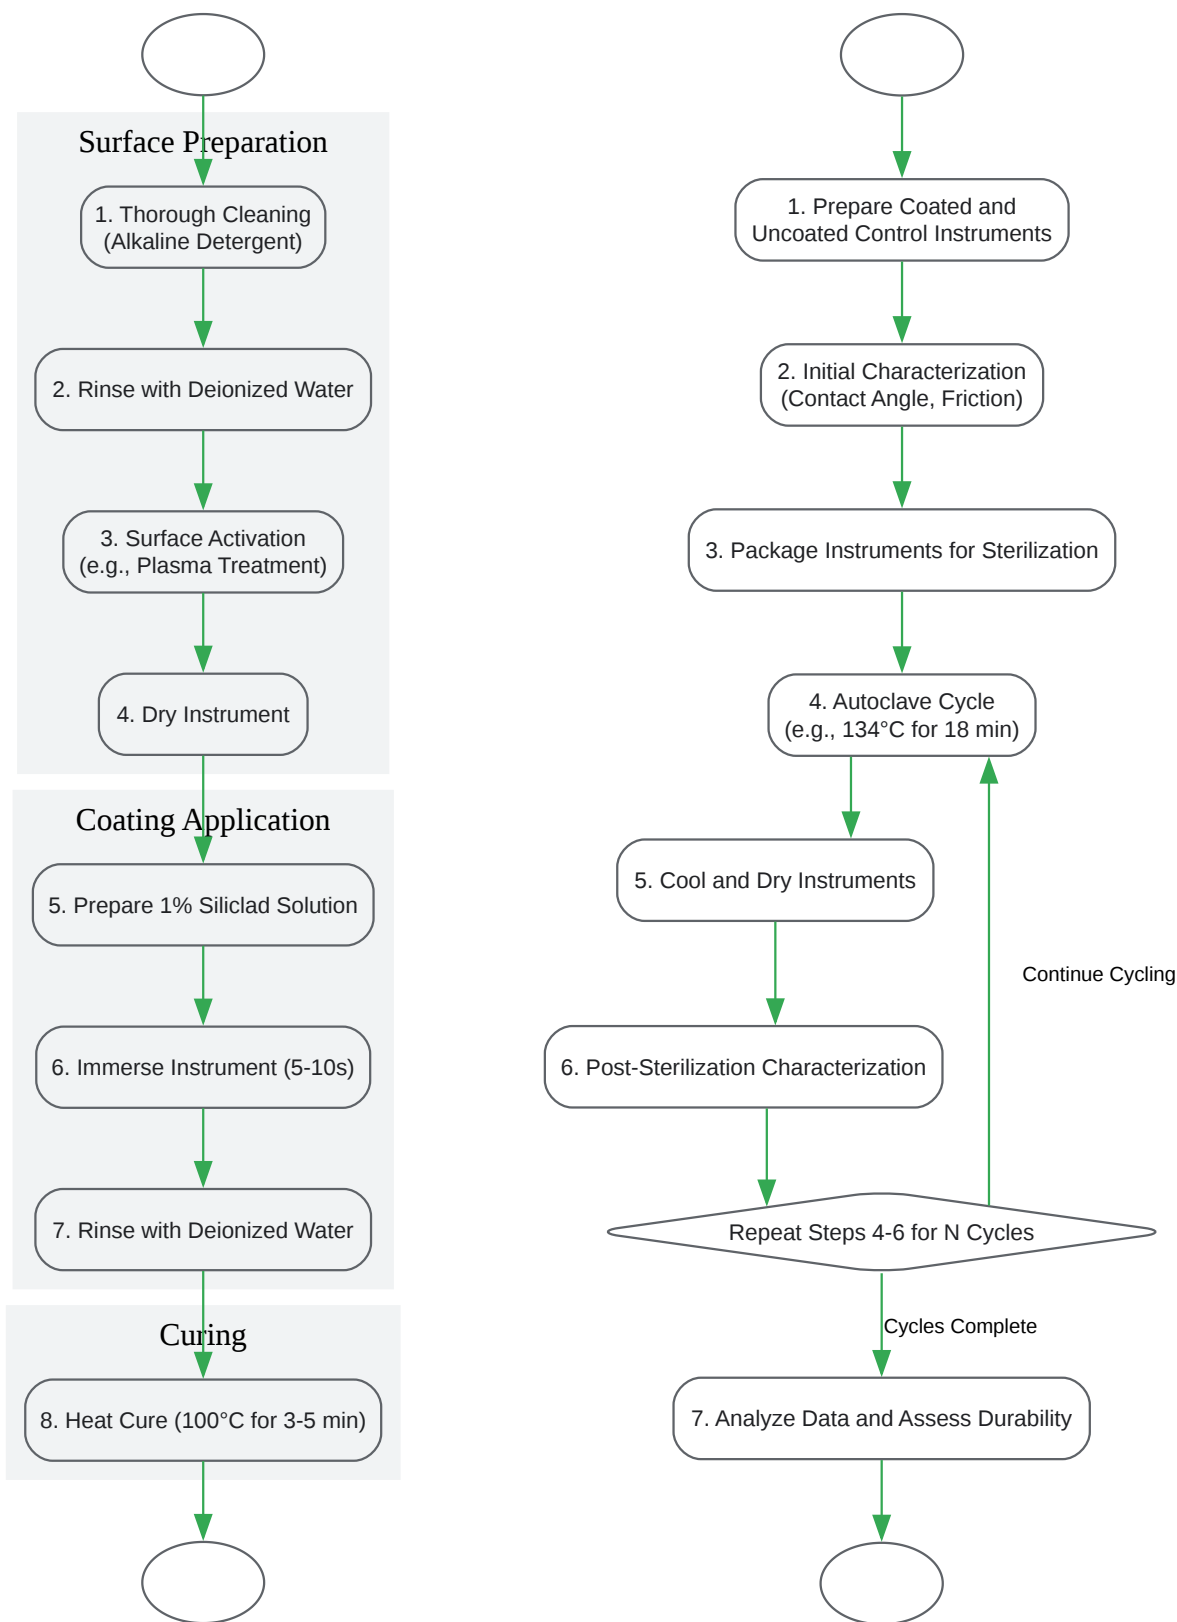 Surface Preparation
1. Thorough Cleaning
(Alkaline Detergent)
2. Rinse with Deionized Water
3. Surface Activation
(e.g., Plasma Treatment)
4. Dry Instrument
Coating Application
5. Prepare 1% Siliclad Solution
6. Immerse Instrument (5-10s)
7. Rinse with Deionized Water
Curing
8. Heat Cure (100°C for 3-5 min)
1. Prepare Coated and
Uncoated Control Instruments
2. Initial Characterization
(Contact Angle, Friction)
3. Package Instruments for Sterilization
4. Autoclave Cycle
(e.g., 134°C for 18 min)
5. Cool and Dry Instruments
Continue Cycling
6. Post-Sterilization Characterization
Repeat Steps 4-6 for N Cycles
Cycles Complete
7. Analyze Data and Assess Durability